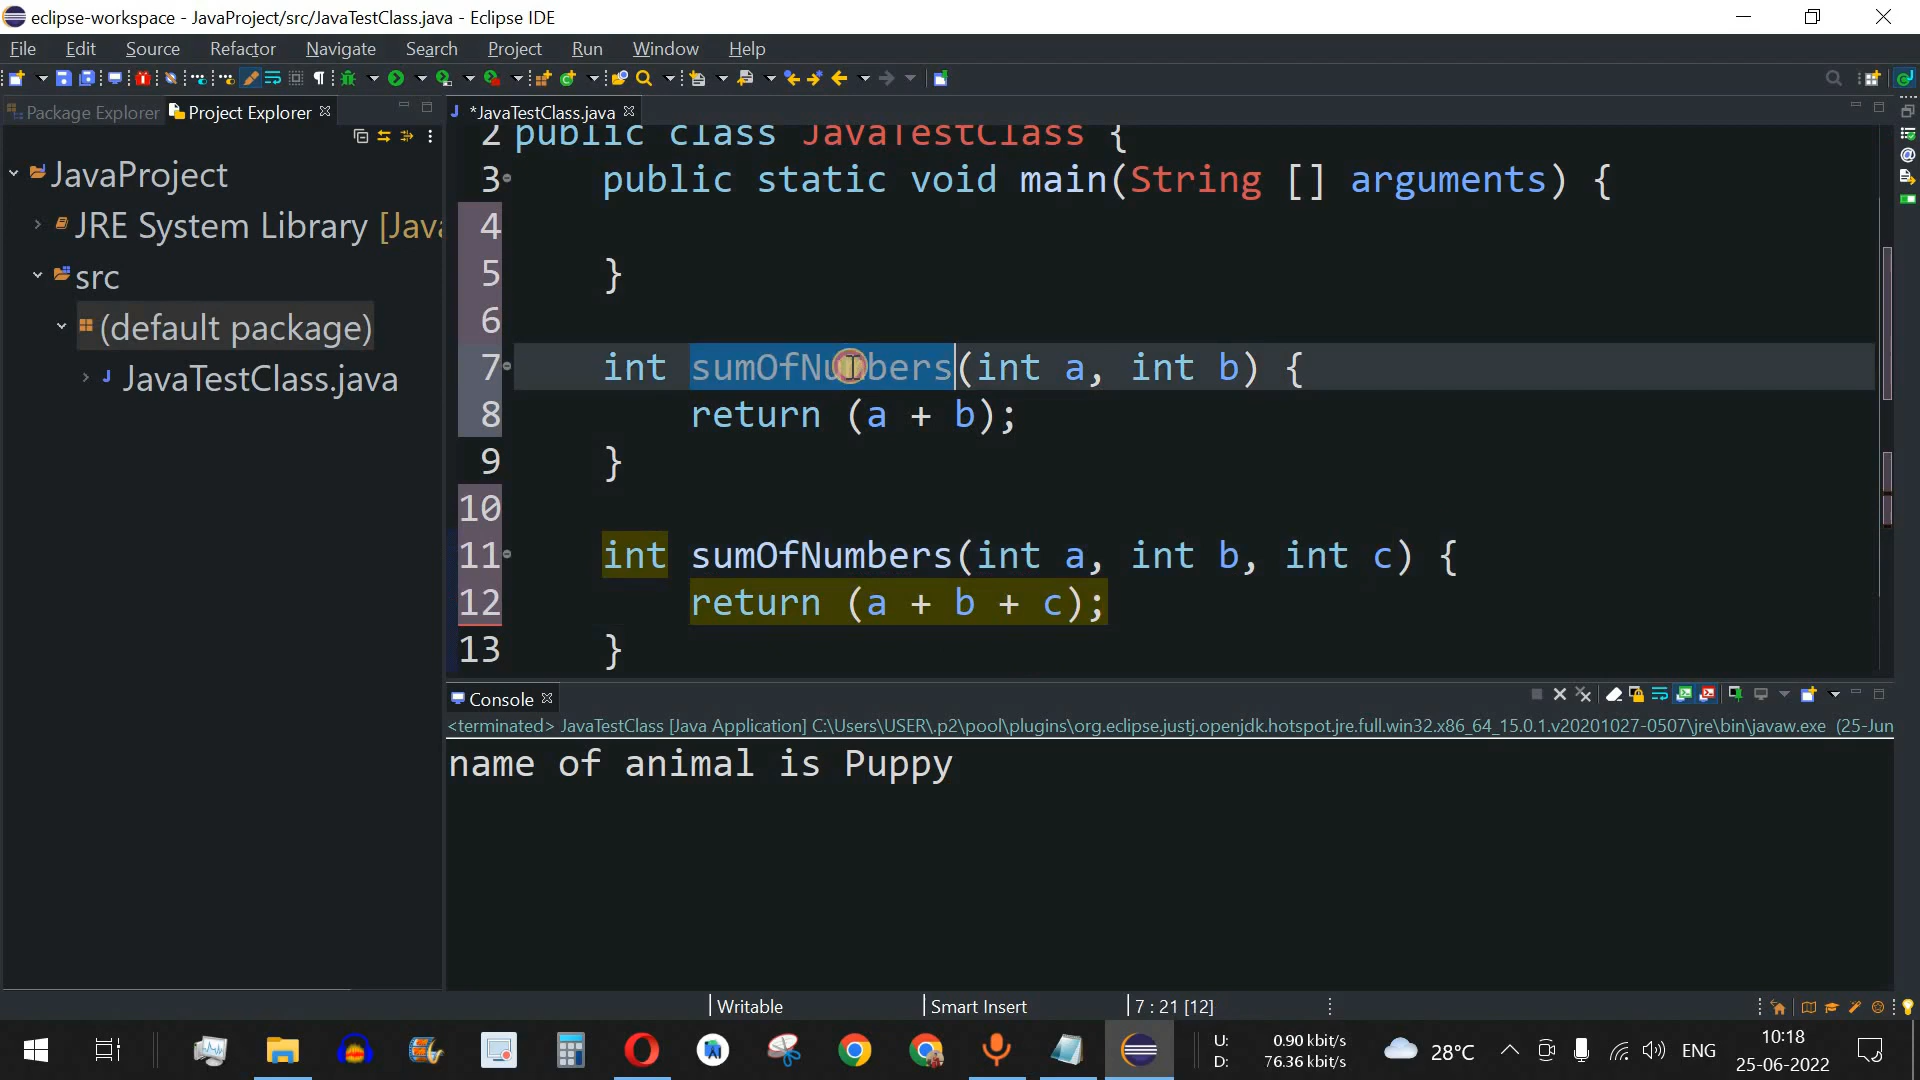 eclipse-workspace - JavaProject/src/JavaTestClass.java - Eclipse IDE
File Edit Source Refactor Navigate Search Project Run Window Help
Package Explorer Project Explorer
*JavaTestClass.java
JavaProject
JRE System Library [Java
src
(default package)
JavaTestClass.java
2 public class JavaTestClass {
3 public static void main(String [] arguments) {
4
5 }
6
7 int sumOfNumbers(int a, int b) {
8 return (a + b);
9 }
10
11 int sumOfNumbers(int a, int b, int c) {
12 return (a + b + c);
13 }
Console
<terminated> JavaTestClass [Java Application] C:\Users\USER\.p2\pool\plugins\org.eclipse.justj.openjdk.hotspot.jre.full.win32.x86_64_15.0.1.v20201027-0507\jre\bin\javaw.exe (25-Jun
name of animal is Puppy
Writable Smart Insert 7 : 21 [12]
U: 0.90 kbit/s
D: 76.36 kbit/s
28°C
ENG
10:18
25-06-2022